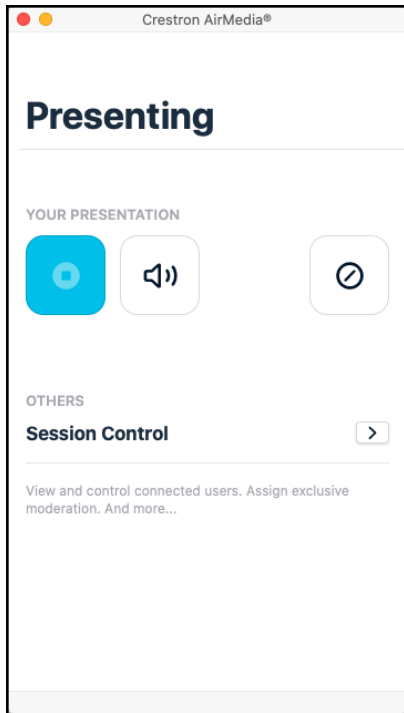 Crestron AirMedia®
Presenting
YOUR PRESENTATION
OTHERS
Session Control
View and control connected users. Assign exclusive
moderation. And more...